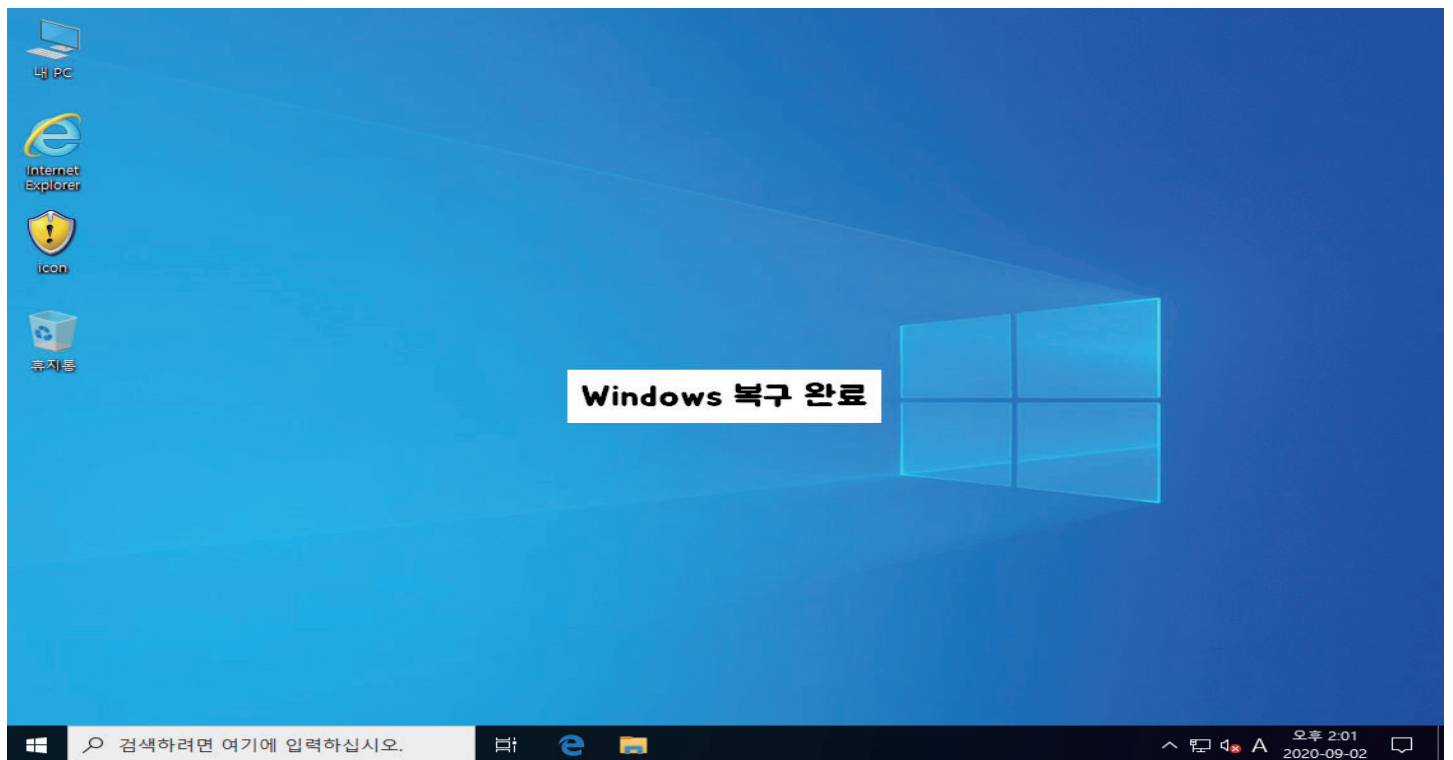 내 PC
Internet
Explorer
icon
휴지통
Windows 복구 완료
검색하려면 여기에 입력하십시오.
A
오후 2:01
2020-09-02